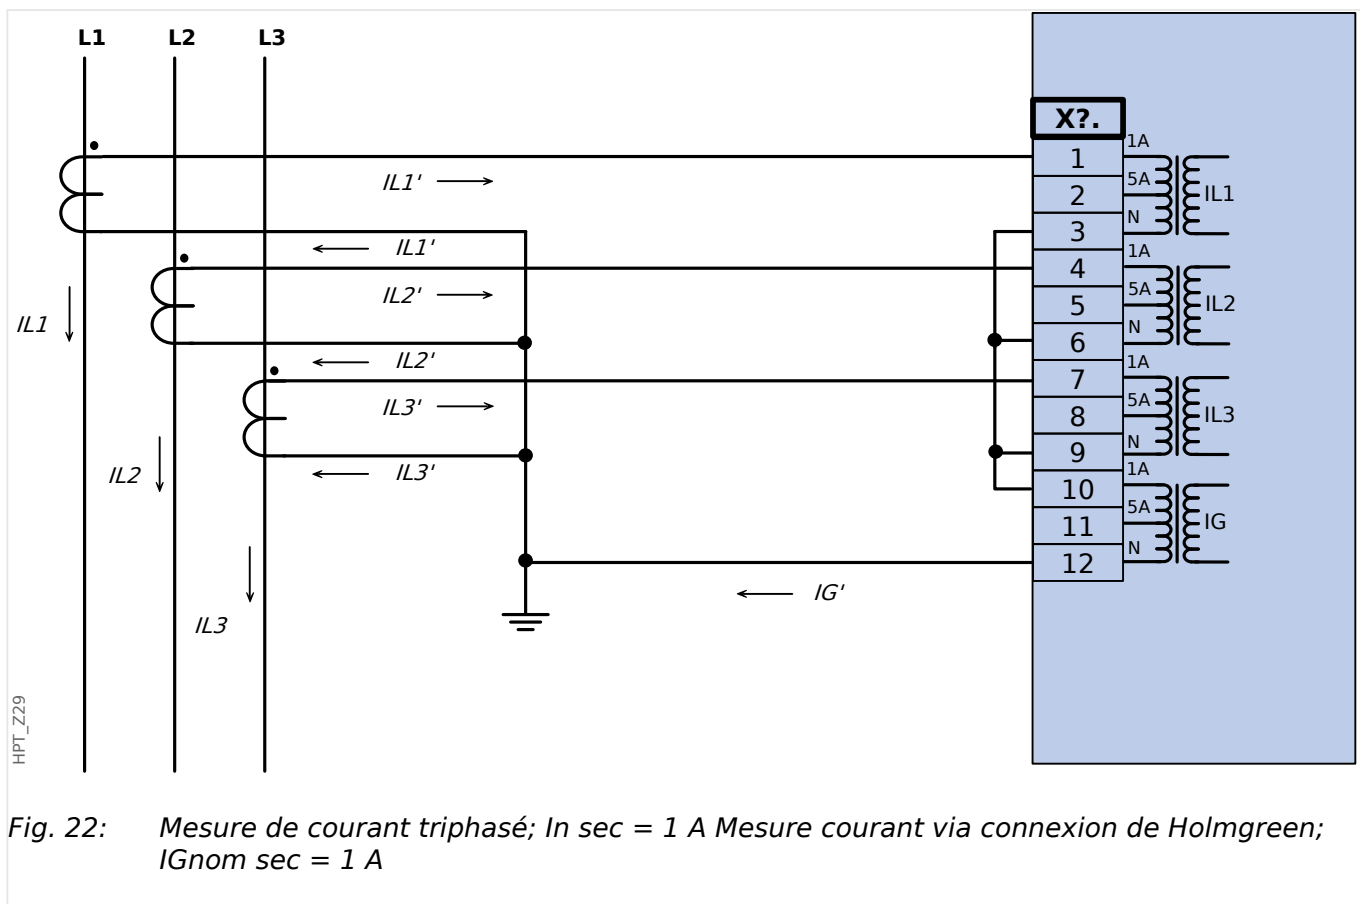 L1 L2 L3
X?.
1A
1
IL1'
5A
2
IL1
N
3
IL1'
1A
4
IL2'
5A
5
IL2
IL1
N
6
IL2'
1A
7
IL3'
5A
8
IL3
N
9
IL3'
1A
IL2
10
5A
11
IG
N
12
IG'
IL3
HPT_Z29
Fig. 22: Mesure de courant triphasé; In sec = 1 A Mesure courant via connexion de Holmgreen;
IGnom sec = 1 A